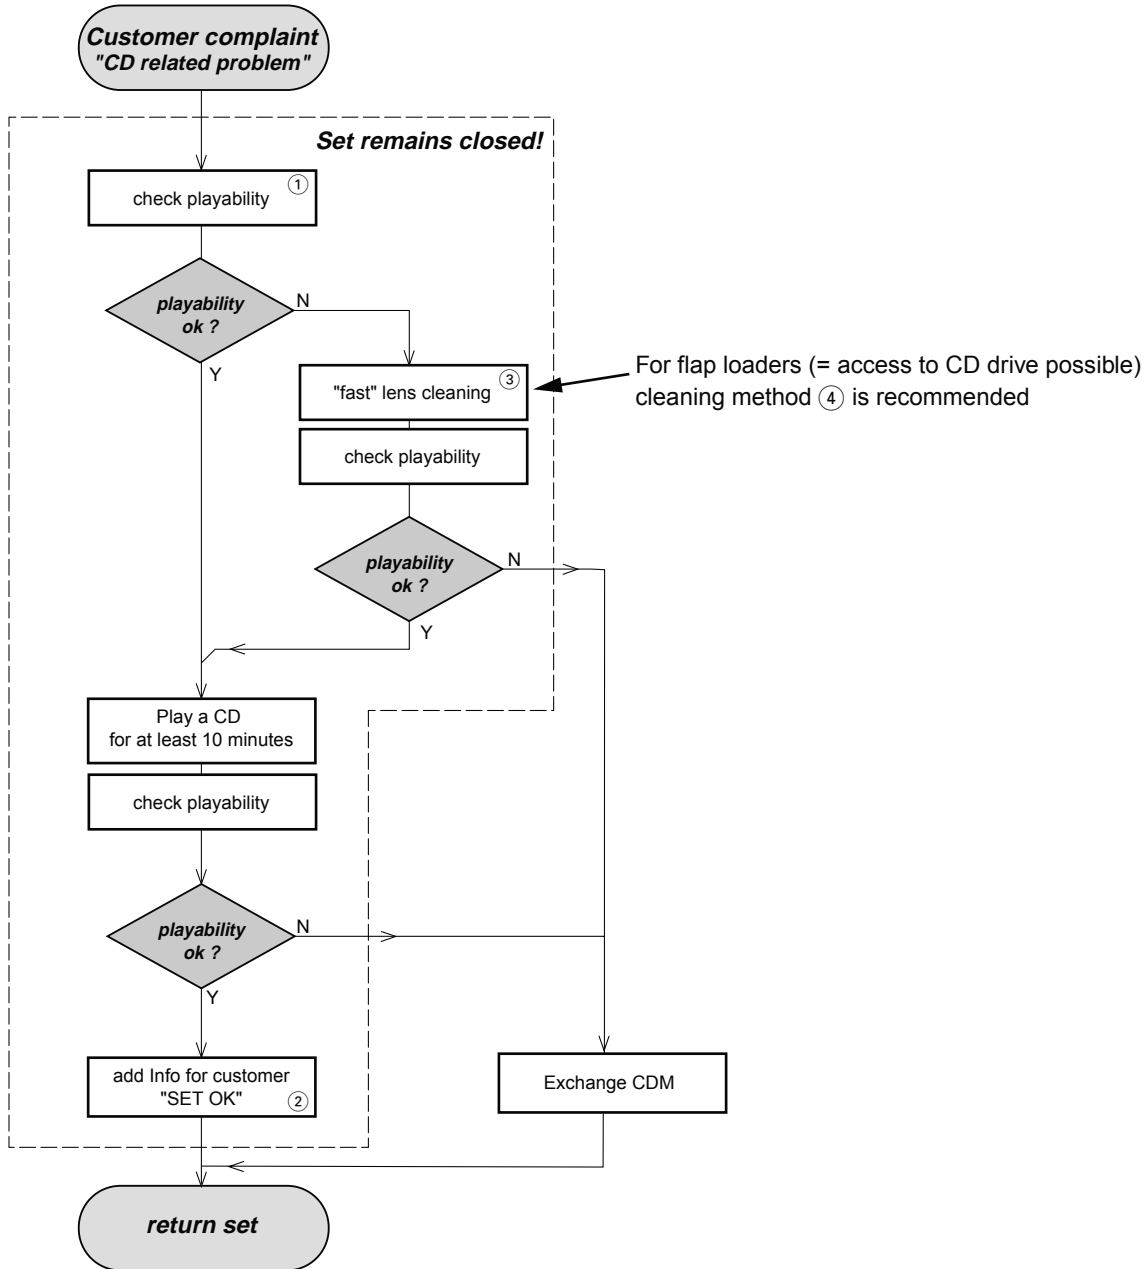 Customer complaint
"CD related problem"
Set remains closed!
check playability
①
playability
ok ?
N
Y
"fast" lens cleaning
③
For flap loaders (= access to CD drive possible)
cleaning method ④ is recommended
check playability
playability
ok ?
N
Y
Play a CD
for at least 10 minutes
check playability
playability
ok ?
N
Y
add Info for customer
"SET OK"
②
Exchange CDM
return set